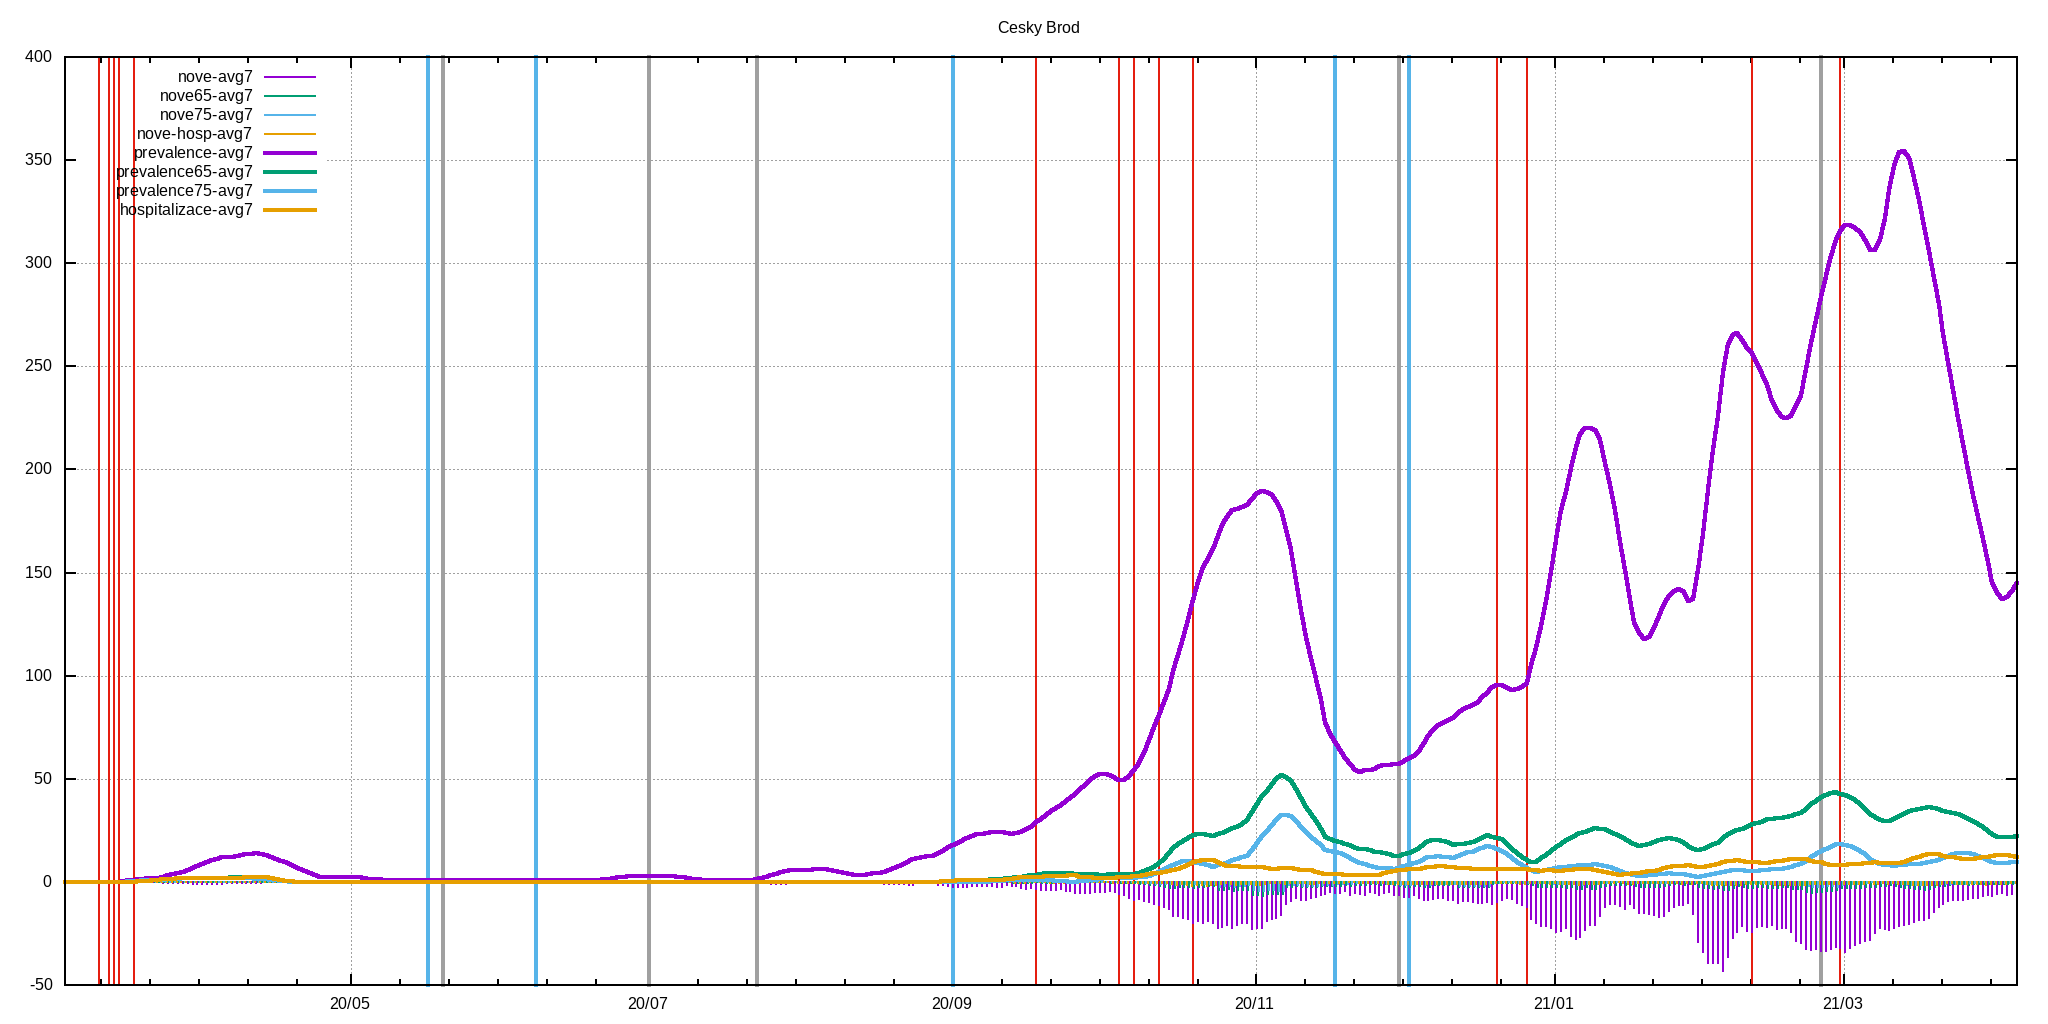 Cesky Brod
400
350
300
250
200
150
100
50
0
-50
nove-avg7
nove65-avg7
nove75-avg7
nove-hosp-avg7
prevalence-avg7
prevalence65-avg7
prevalence75-avg7
hospitalizace-avg7
20/05 20/07 20/09 20/11 21/01 21/03